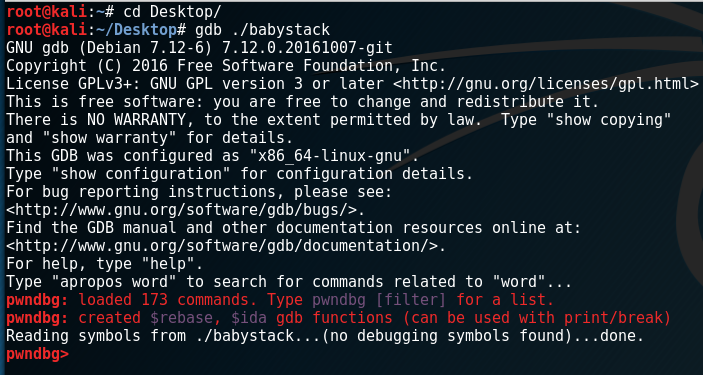 root@kali:~# cd Desktop/
root@kali:~/Desktop# gdb ./babystack
GNU gdb (Debian 7.12-6) 7.12.0.20161007-git
Copyright (C) 2016 Free Software Foundation, Inc.
License GPLv3+: GNU GPL version 3 or later <http://gnu.org/licenses/gpl.html>
This is free software: you are free to change and redistribute it.
There is NO WARRANTY, to the extent permitted by law.  Type "show copying"
and "show warranty" for details.
This GDB was configured as "x86_64-linux-gnu".
Type "show configuration" for configuration details.
For bug reporting instructions, please see:
<http://www.gnu.org/software/gdb/bugs/>.
Find the GDB manual and other documentation resources online at:
<http://www.gnu.org/software/gdb/documentation/>.
For help, type "help".
Type "apropos word" to search for commands related to "word"...
pwndbg: loaded 173 commands. Type pwndbg [filter] for a list.
pwndbg: created $rebase, $ida gdb functions (can be used with print/break)
Reading symbols from ./babystack...(no debugging symbols found)...done.
pwndbg>